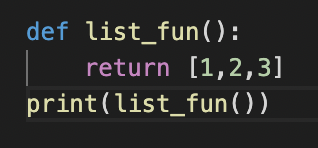 def list_fun():
    return [1,2,3]
print(list_fun())